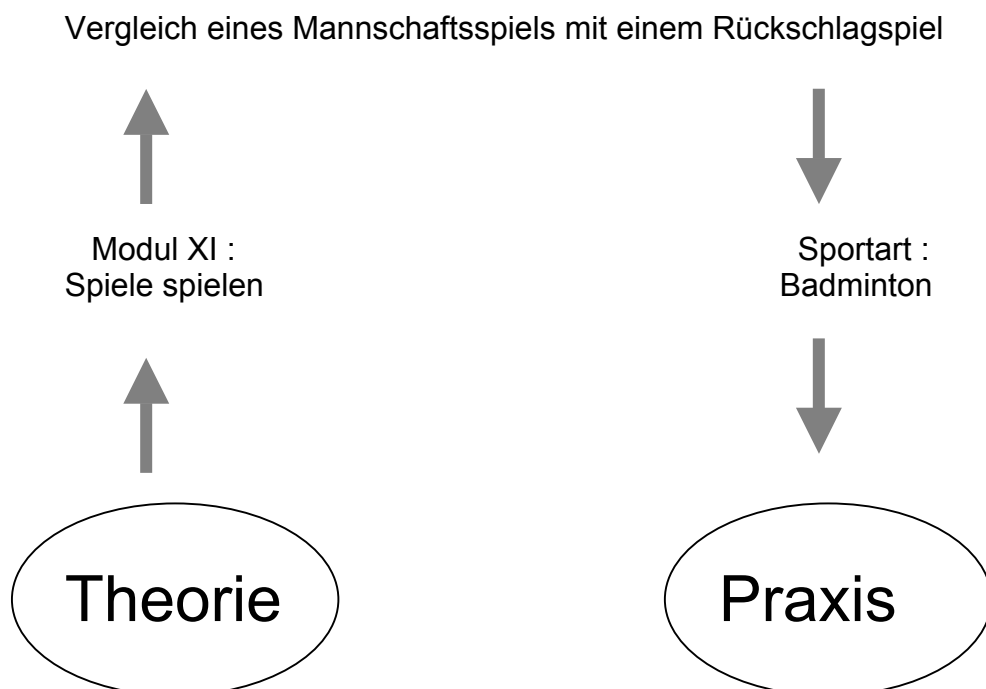 Vergleich eines Mannschaftsspiels mit einem Rückschlagspiel
Modul XI :
Spiele spielen
Sportart :
Badminton
Theorie
Praxis